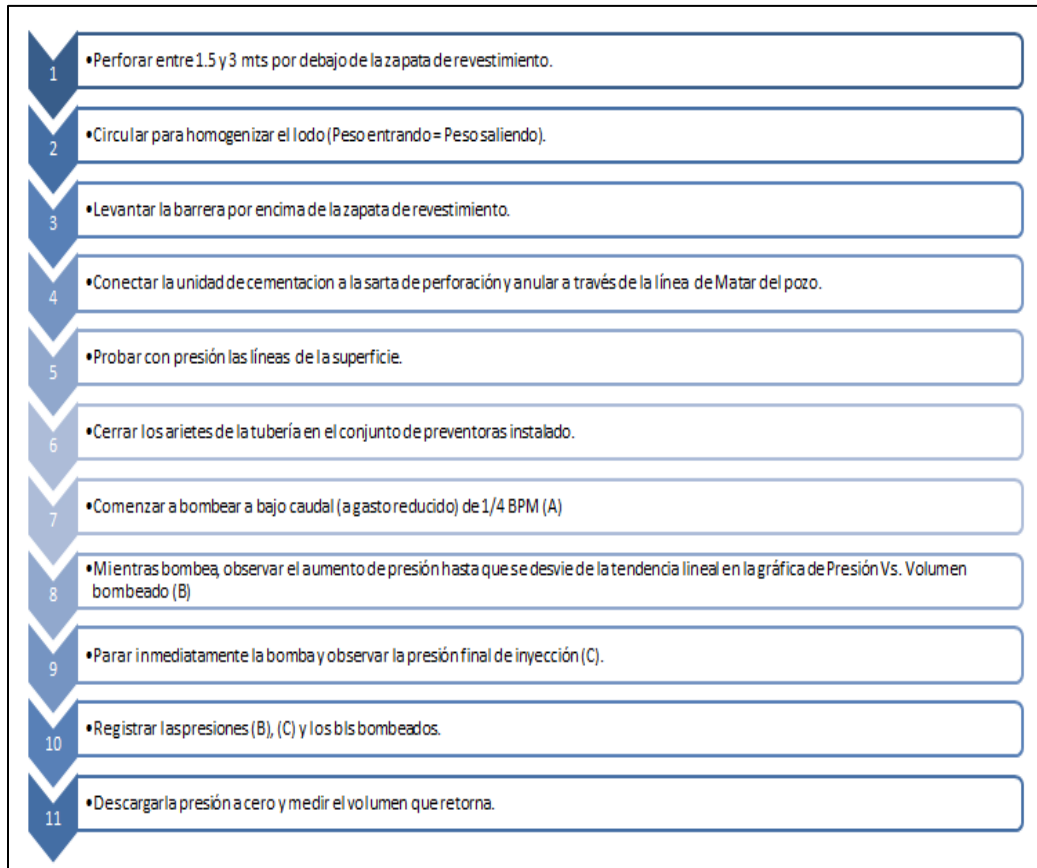 1
•Perforar entre 1.5 y 3 mts por debajo de la zapata de revestimiento.
2
•Circular para homogenizar el lodo (Peso entrando = Peso saliendo).
3
•Levantar la barrera por encima de la zapata de revestimiento.
4
•Conectar la unidad de cementacion a la sarta de perforación y anular a través de la línea de Matar del pozo.
5
•Probar con presión las líneas de la superficie.
6
•Cerrar los arietes de la tubería en el conjunto de preventoras instalado.
7
•Comenzar a bombear a bajo caudal (a gasto reducido) de 1/4 BPM (A)
8
•Mientras bombea, observar el aumento de presión hasta que se desvie de la tendencia lineal en la gráfica de Presión Vs. Volumen
bombeado (B)
9
•Parar inmediatamente la bomba y observar la presión final de inyección (C).
10
•Registrar las presiones (B), (C) y los bls bombeados.
11
•Descargar la presión a cero y medir el volumen que retorna.